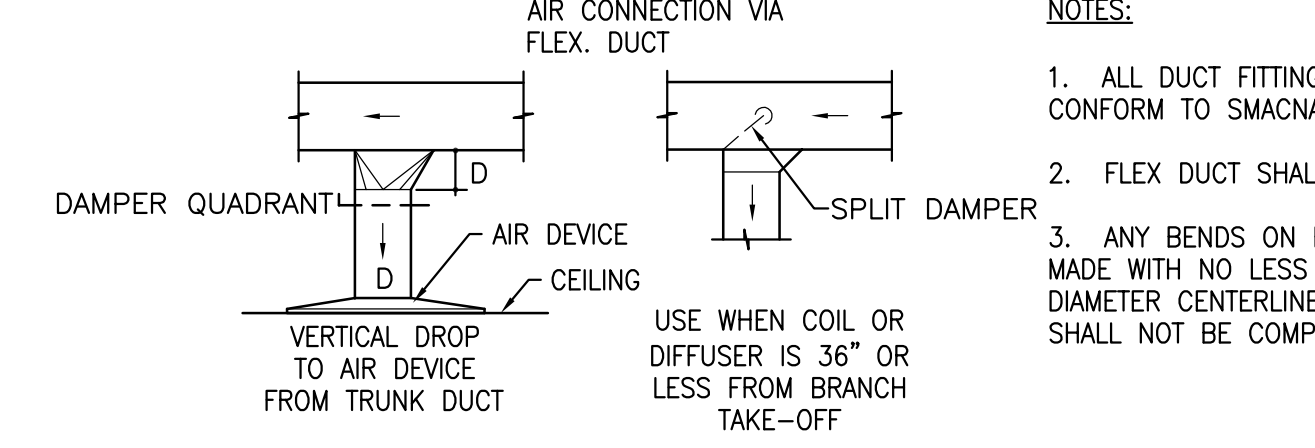 AIR CONNECTION VIA
FLEX. DUCT
D
DAMPER QUADRANT
AIR DEVICE
D
CEILING
VERTICAL DROP
TO AIR DEVICE
FROM TRUNK DUCT
SPLIT DAMPER
USE WHEN COIL OR
DIFFUSER IS 36" OR
LESS FROM BRANCH
TAKE-OFF
NOTES:
1. ALL DUCT FITTING
CONFORM TO SMACNA
2. FLEX DUCT SHAL
3. ANY BENDS ON
MADE WITH NO LESS
DIAMETER CENTERLINE
SHALL NOT BE COMP